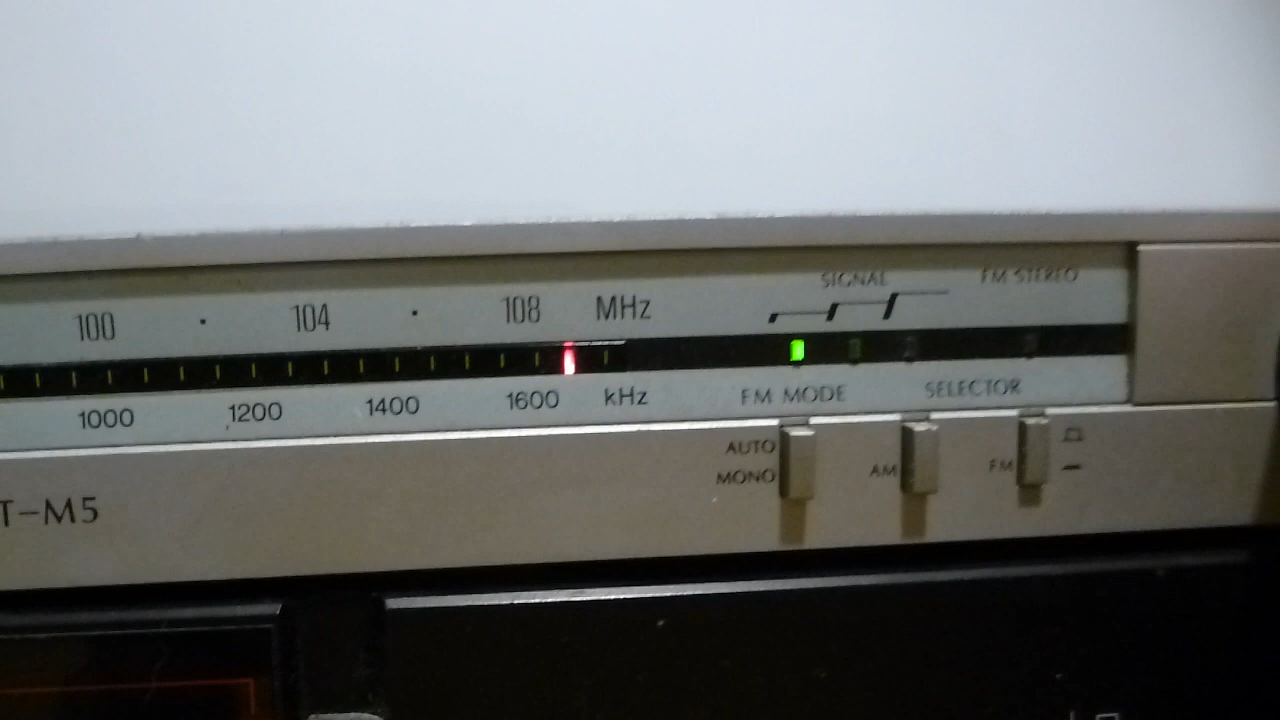 SIGNAL FM STEREO
100 · 104 · 108 MHz
1000 1200 1400 1600 kHz
FM MODE SELECTOR
AUTO
MONO AM FM
T-M5